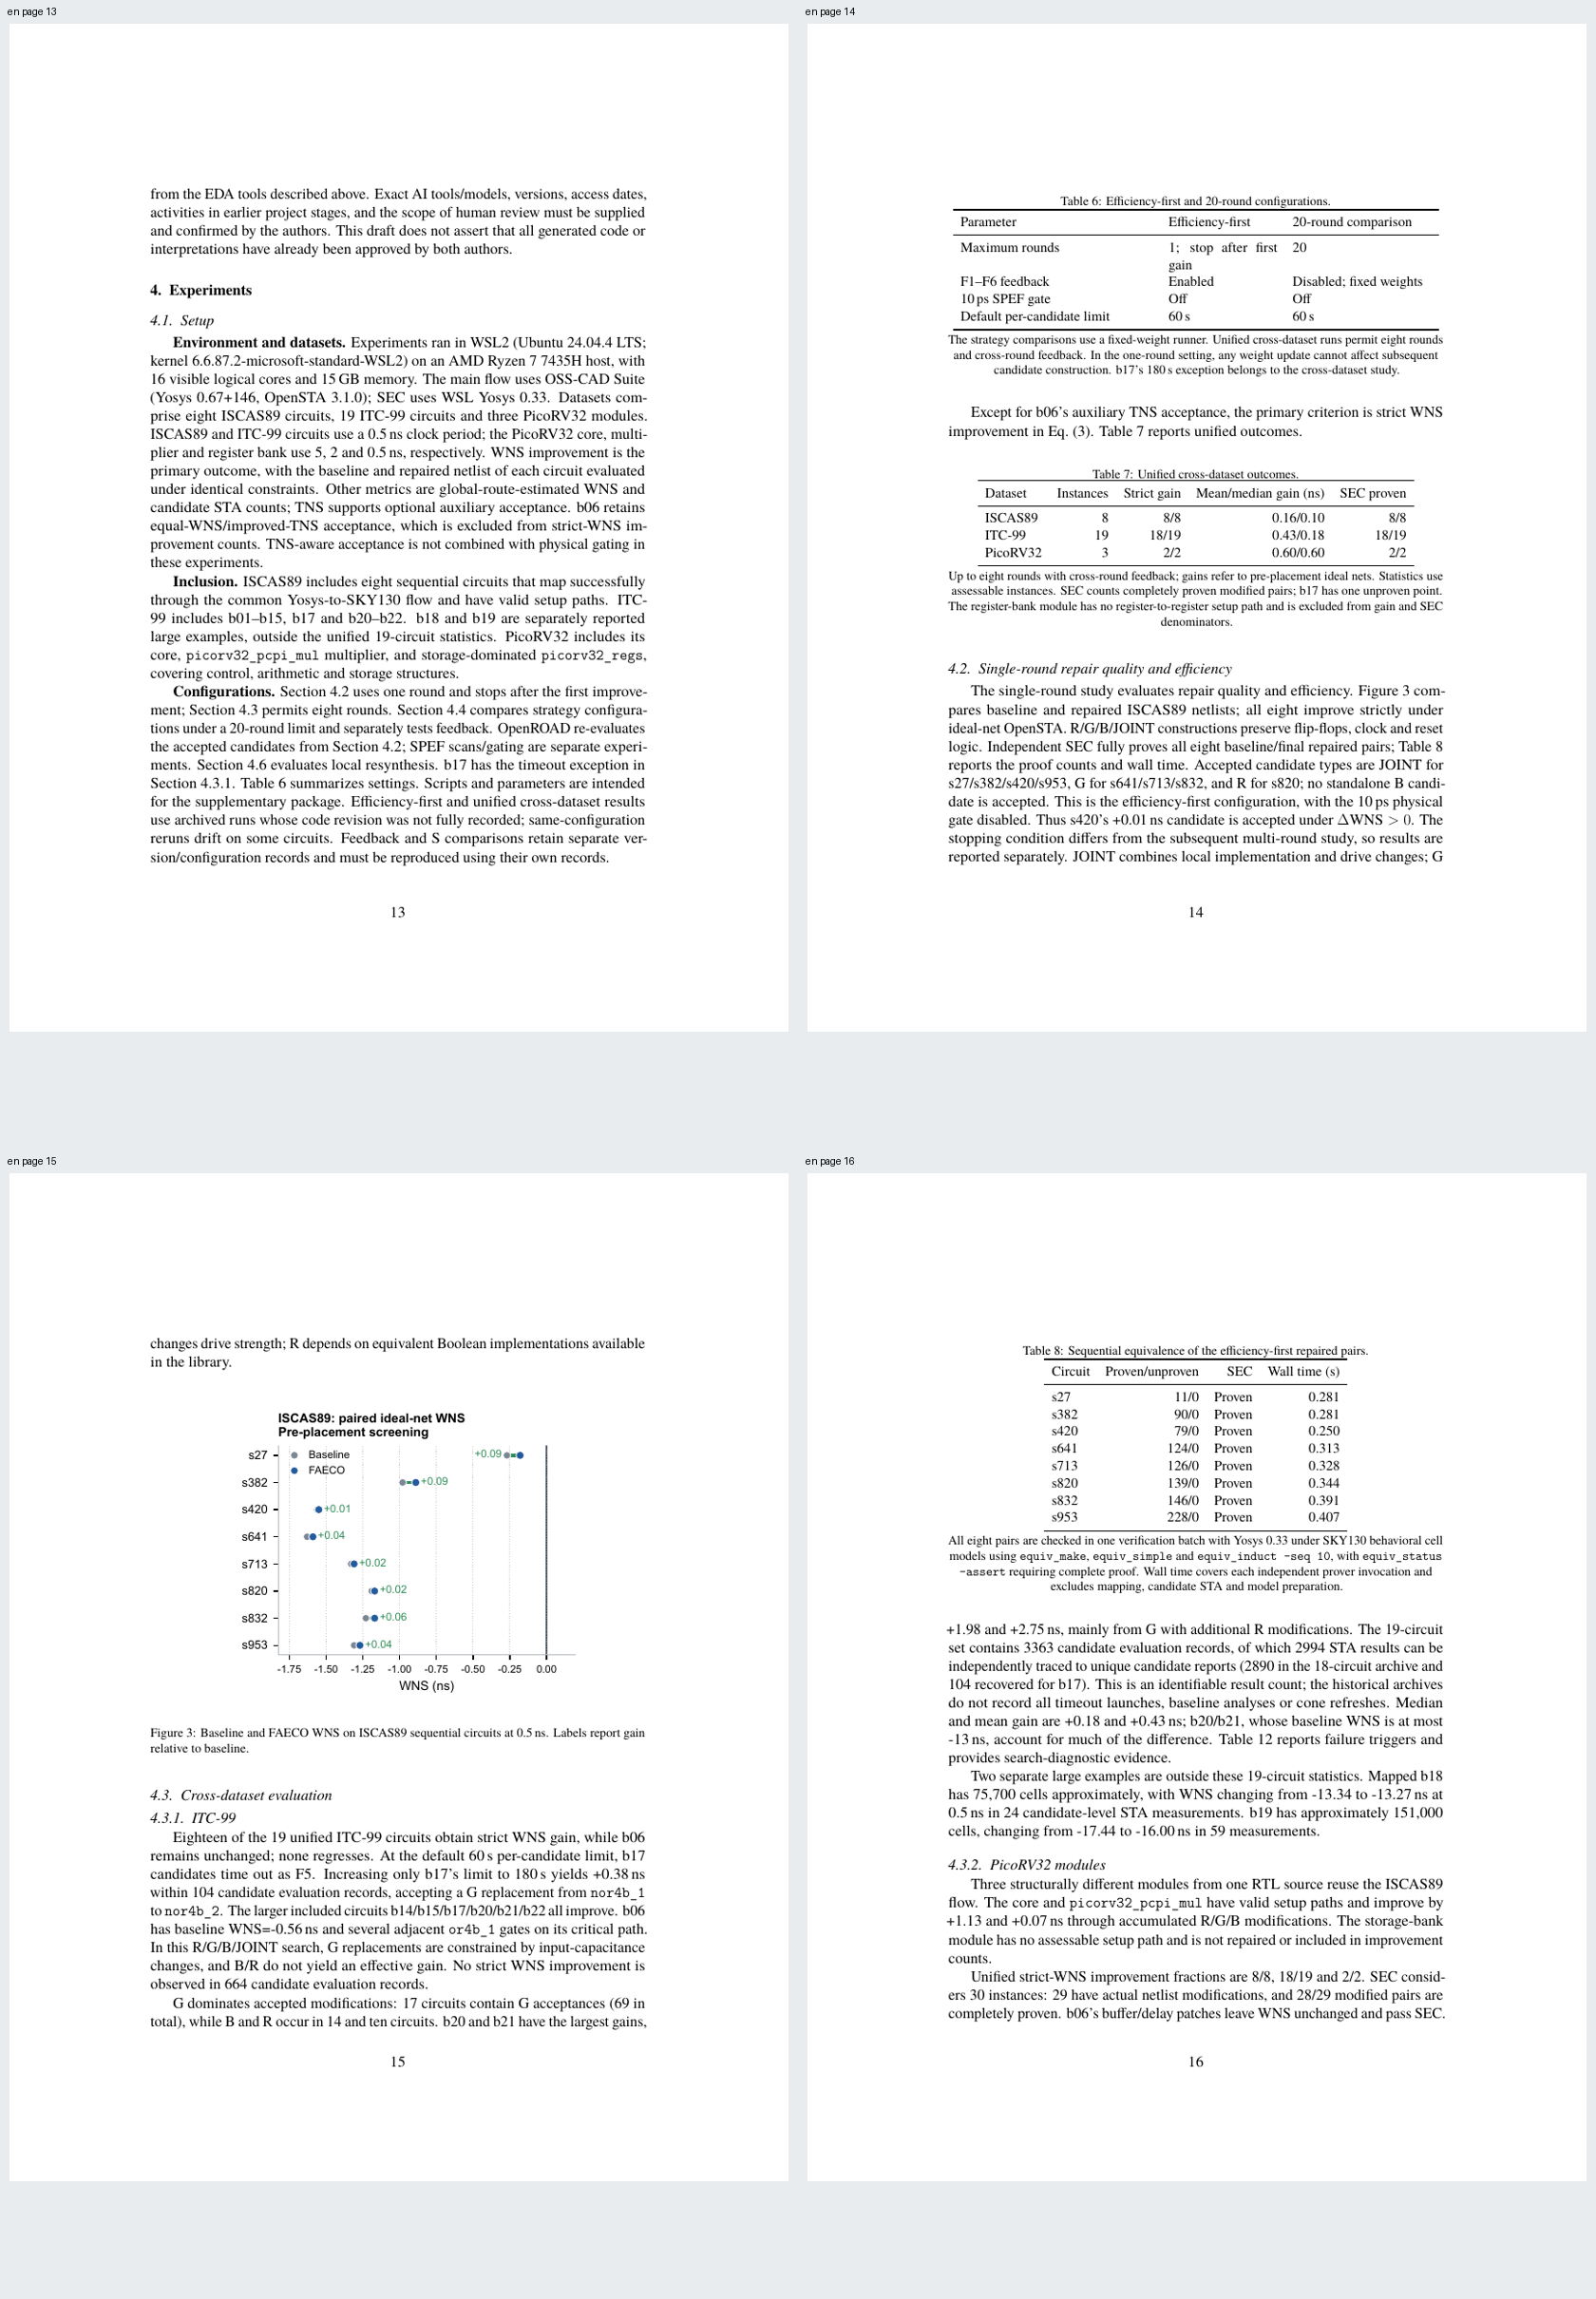 en page 13
from the EDA tools described above. Exact AI tools/models, versions, access dates,
activities in earlier project stages, and the scope of human review must be supplied
and confirmed by the authors. This draft does not assert that all generated code or
interpretations have already been approved by both authors.
4. Experiments
4.1. Setup
Environment and datasets. Experiments ran in WSL2 (Ubuntu 24.04.4 LTS;
kernel 6.6.87.2-microsoft-standard-WSL2) on an AMD Ryzen 7 7435H host, with
16 visible logical cores and 15 GB memory. The main flow uses OSS-CAD Suite
(Yosys 0.67+146, OpenSTA 3.1.0); SEC uses WSL Yosys 0.33. Datasets com-
prise eight ISCAS89 circuits, 19 ITC-99 circuits and three PicoRV32 modules.
ISCAS89 and ITC-99 circuits use a 0.5 ns clock period; the PicoRV32 core, multi-
plier and register bank use 5, 2 and 0.5 ns, respectively. WNS improvement is the
primary outcome, with the baseline and repaired netlist of each circuit evaluated
under identical constraints. Other metrics are global-route-estimated WNS and
candidate STA counts; TNS supports optional auxiliary acceptance. b06 retains
equal-WNS/improved-TNS acceptance, which is excluded from strict-WNS im-
provement counts. TNS-aware acceptance is not combined with physical gating in
these experiments.
Inclusion. ISCAS89 includes eight sequential circuits that map successfully
through the common Yosys-to-SKY130 flow and have valid setup paths. ITC-
99 includes b01–b15, b17 and b20–b22. b18 and b19 are separately reported
large examples, outside the unified 19-circuit statistics. PicoRV32 includes its
core, picorv32_pcpi_mul multiplier, and storage-dominated picorv32_regs,
covering control, arithmetic and storage structures.
Configurations. Section 4.2 uses one round and stops after the first improve-
ment; Section 4.3 permits eight rounds. Section 4.4 compares strategy configura-
tions under a 20-round limit and separately tests feedback. OpenROAD re-evaluates
the accepted candidates from Section 4.2; SPEF scans/gating are separate experi-
ments. Section 4.6 evaluates local resynthesis. b17 has the timeout exception in
Section 4.3.1. Table 6 summarizes settings. Scripts and parameters are intended
for the supplementary package. Efficiency-first and unified cross-dataset results
use archived runs whose code revision was not fully recorded; same-configuration
reruns drift on some circuits. Feedback and S comparisons retain separate ver-
sion/configuration records and must be reproduced using their own records.
13
en page 14
Table 6: Efficiency-first and 20-round configurations.
Parameter Efficiency-first 20-round comparison
Maximum rounds 1; stop after first 20
gain
F1–F6 feedback Enabled Disabled; fixed weights
10 ps SPEF gate Off Off
Default per-candidate limit 60 s 60 s
The strategy comparisons use a fixed-weight runner. Unified cross-dataset runs permit eight rounds
and cross-round feedback. In the one-round setting, any weight update cannot affect subsequent
candidate construction. b17's 180 s exception belongs to the cross-dataset study.
Except for b06's auxiliary TNS acceptance, the primary criterion is strict WNS
improvement in Eq. (3). Table 7 reports unified outcomes.
Table 7: Unified cross-dataset outcomes.
Dataset Instances Strict gain Mean/median gain (ns) SEC proven
ISCAS89 8 8/8 0.16/0.10 8/8
ITC-99 19 18/19 0.43/0.18 18/19
PicoRV32 3 2/2 0.60/0.60 2/2
Up to eight rounds with cross-round feedback; gains refer to pre-placement ideal nets. Statistics use
assessable instances. SEC counts completely proven modified pairs; b17 has one unproven point.
The register-bank module has no register-to-register setup path and is excluded from gain and SEC
denominators.
4.2. Single-round repair quality and efficiency
The single-round study evaluates repair quality and efficiency. Figure 3 com-
pares baseline and repaired ISCAS89 netlists; all eight improve strictly under
ideal-net OpenSTA. R/G/B/JOINT constructions preserve flip-flops, clock and reset
logic. Independent SEC fully proves all eight baseline/final repaired pairs; Table 8
reports the proof counts and wall time. Accepted candidate types are JOINT for
s27/s382/s420/s953, G for s641/s713/s832, and R for s820; no standalone B candi-
date is accepted. This is the efficiency-first configuration, with the 10 ps physical
gate disabled. Thus s420's +0.01 ns candidate is accepted under ΔWNS > 0. The
stopping condition differs from the subsequent multi-round study, so results are
reported separately. JOINT combines local implementation and drive changes; G
14
en page 15
changes drive strength; R depends on equivalent Boolean implementations available
in the library.
ISCAS89: paired ideal-net WNS
Pre-placement screening
Baseline
FAECO
s27 +0.09
s382 +0.09
s420 +0.01
s641 +0.04
s713 +0.02
s820 +0.02
s832 +0.06
s953 +0.04
-1.75 -1.50 -1.25 -1.00 -0.75 -0.50 -0.25 0.00
WNS (ns)
Figure 3: Baseline and FAECO WNS on ISCAS89 sequential circuits at 0.5 ns. Labels report gain
relative to baseline.
4.3. Cross-dataset evaluation
4.3.1. ITC-99
Eighteen of the 19 unified ITC-99 circuits obtain strict WNS gain, while b06
remains unchanged; none regresses. At the default 60 s per-candidate limit, b17
candidates time out as F5. Increasing only b17's limit to 180 s yields +0.38 ns
within 104 candidate evaluation records, accepting a G replacement from nor4b_1
to nor4b_2. The larger included circuits b14/b15/b17/b20/b21/b22 all improve. b06
has baseline WNS=-0.56 ns and several adjacent or4b_1 gates on its critical path.
In this R/G/B/JOINT search, G replacements are constrained by input-capacitance
changes, and B/R do not yield an effective gain. No strict WNS improvement is
observed in 664 candidate evaluation records.
G dominates accepted modifications: 17 circuits contain G acceptances (69 in
total), while B and R occur in 14 and ten circuits. b20 and b21 have the largest gains,
15
en page 16
Table 8: Sequential equivalence of the efficiency-first repaired pairs.
Circuit Proven/unproven SEC Wall time (s)
s27 11/0 Proven 0.281
s382 90/0 Proven 0.281
s420 79/0 Proven 0.250
s641 124/0 Proven 0.313
s713 126/0 Proven 0.328
s820 139/0 Proven 0.344
s832 146/0 Proven 0.391
s953 228/0 Proven 0.407
All eight pairs are checked in one verification batch with Yosys 0.33 under SKY130 behavioral cell
models using equiv_make, equiv_simple and equiv_induct -seq 10, with equiv_status
-assert requiring complete proof. Wall time covers each independent prover invocation and
excludes mapping, candidate STA and model preparation.
+1.98 and +2.75 ns, mainly from G with additional R modifications. The 19-circuit
set contains 3363 candidate evaluation records, of which 2994 STA results can be
independently traced to unique candidate reports (2890 in the 18-circuit archive and
104 recovered for b17). This is an identifiable result count; the historical archives
do not record all timeout launches, baseline analyses or cone refreshes. Median
and mean gain are +0.18 and +0.43 ns; b20/b21, whose baseline WNS is at most
-13 ns, account for much of the difference. Table 12 reports failure triggers and
provides search-diagnostic evidence.
Two separate large examples are outside these 19-circuit statistics. Mapped b18
has 75,700 cells approximately, with WNS changing from -13.34 to -13.27 ns at
0.5 ns in 24 candidate-level STA measurements. b19 has approximately 151,000
cells, changing from -17.44 to -16.00 ns in 59 measurements.
4.3.2. PicoRV32 modules
Three structurally different modules from one RTL source reuse the ISCAS89
flow. The core and picorv32_pcpi_mul have valid setup paths and improve by
+1.13 and +0.07 ns through accumulated R/G/B modifications. The storage-bank
module has no assessable setup path and is not repaired or included in improvement
counts.
Unified strict-WNS improvement fractions are 8/8, 18/19 and 2/2. SEC consid-
ers 30 instances: 29 have actual netlist modifications, and 28/29 modified pairs are
completely proven. b06's buffer/delay patches leave WNS unchanged and pass SEC.
16